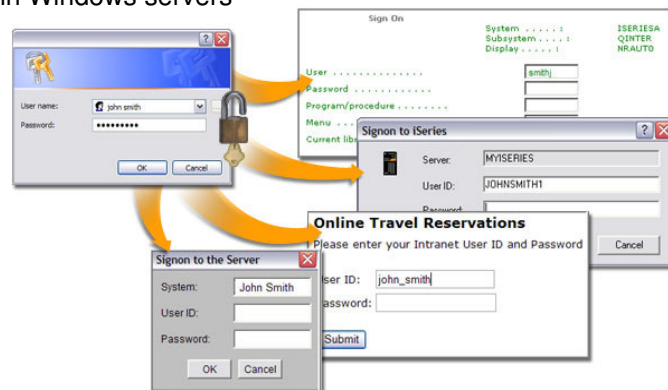 in Windows servers
Sign On
System . . . . . : ISERIESA
Subsystem . . . . : QINTER
Display . . . . . : NRAUTO
User . . . . . . . . . . . . . . smithj
Password . . . . . . . . . . . .
Program/procedure . . . . . . . .
Menu . . .
Current lib
User name: john smith
Password: •••••••••
OK Cancel
Signon to iSeries
Server: MYISERIES
User ID: JOHNSMITH1
Password:
Cancel
Online Travel Reservations
Please enter your Intranet User ID and Password
User ID: john_smith
Password:
Submit
Signon to the Server
System: John Smith
User ID:
Password:
OK Cancel